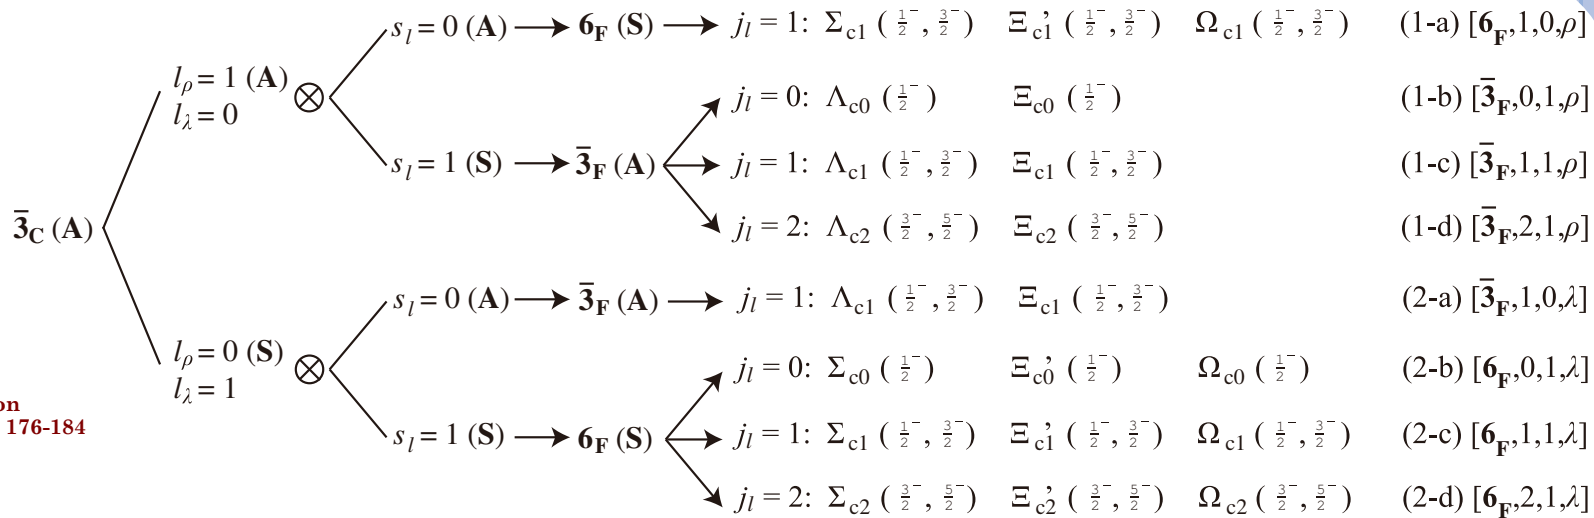 s_l = 0 (A) → 6_F (S) → j_l = 1: Σ_c1 (1/2⁻, 3/2⁻) Ξ'_c1 (1/2⁻, 3/2⁻) Ω_c1 (1/2⁻, 3/2⁻) (1-a) [6_F,1,0,ρ]
l_ρ = 1 (A)
l_λ = 0
⊗
j_l = 0: Λ_c0 (1/2⁻) Ξ_c0 (1/2⁻) (1-b) [3̄_F,0,1,ρ]
s_l = 1 (S) → 3̄_F (A) j_l = 1: Λ_c1 (1/2⁻, 3/2⁻) Ξ_c1 (1/2⁻, 3/2⁻) (1-c) [3̄_F,1,1,ρ]
j_l = 2: Λ_c2 (3/2⁻, 5/2⁻) Ξ_c2 (3/2⁻, 5/2⁻) (1-d) [3̄_F,2,1,ρ]
3̄_C (A)
s_l = 0 (A) → 3̄_F (A) → j_l = 1: Λ_c1 (1/2⁻, 3/2⁻) Ξ_c1 (1/2⁻, 3/2⁻) (2-a) [3̄_F,1,0,λ]
l_ρ = 0 (S)
l_λ = 1
⊗
j_l = 0: Σ_c0 (1/2⁻) Ξ'_c0 (1/2⁻) Ω_c0 (1/2⁻) (2-b) [6_F,0,1,λ]
s_l = 1 (S) → 6_F (S) j_l = 1: Σ_c1 (1/2⁻, 3/2⁻) Ξ'_c1 (1/2⁻, 3/2⁻) Ω_c1 (1/2⁻, 3/2⁻) (2-c) [6_F,1,1,λ]
j_l = 2: Σ_c2 (3/2⁻, 5/2⁻) Ξ'_c2 (3/2⁻, 5/2⁻) Ω_c2 (3/2⁻, 5/2⁻) (2-d) [6_F,2,1,λ]
on
176-184